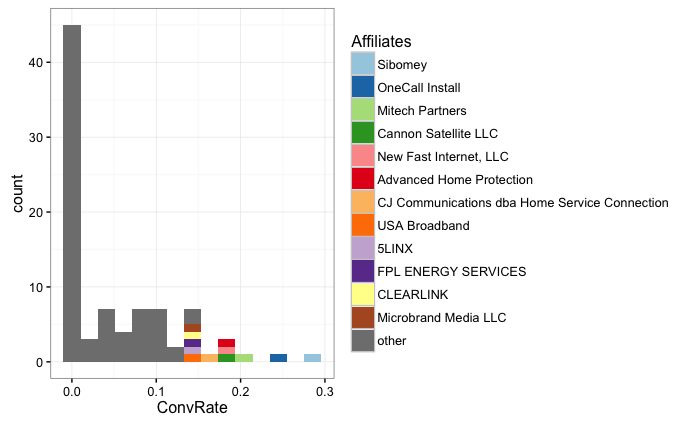 count
40
30
20
10
0
0.0 0.1 0.2 0.3
ConvRate
Affiliates
Sibomey
OneCall Install
Mitech Partners
Cannon Satellite LLC
New Fast Internet, LLC
Advanced Home Protection
CJ Communications dba Home Service Connection
USA Broadband
5LINX
FPL ENERGY SERVICES
CLEARLINK
Microbrand Media LLC
other